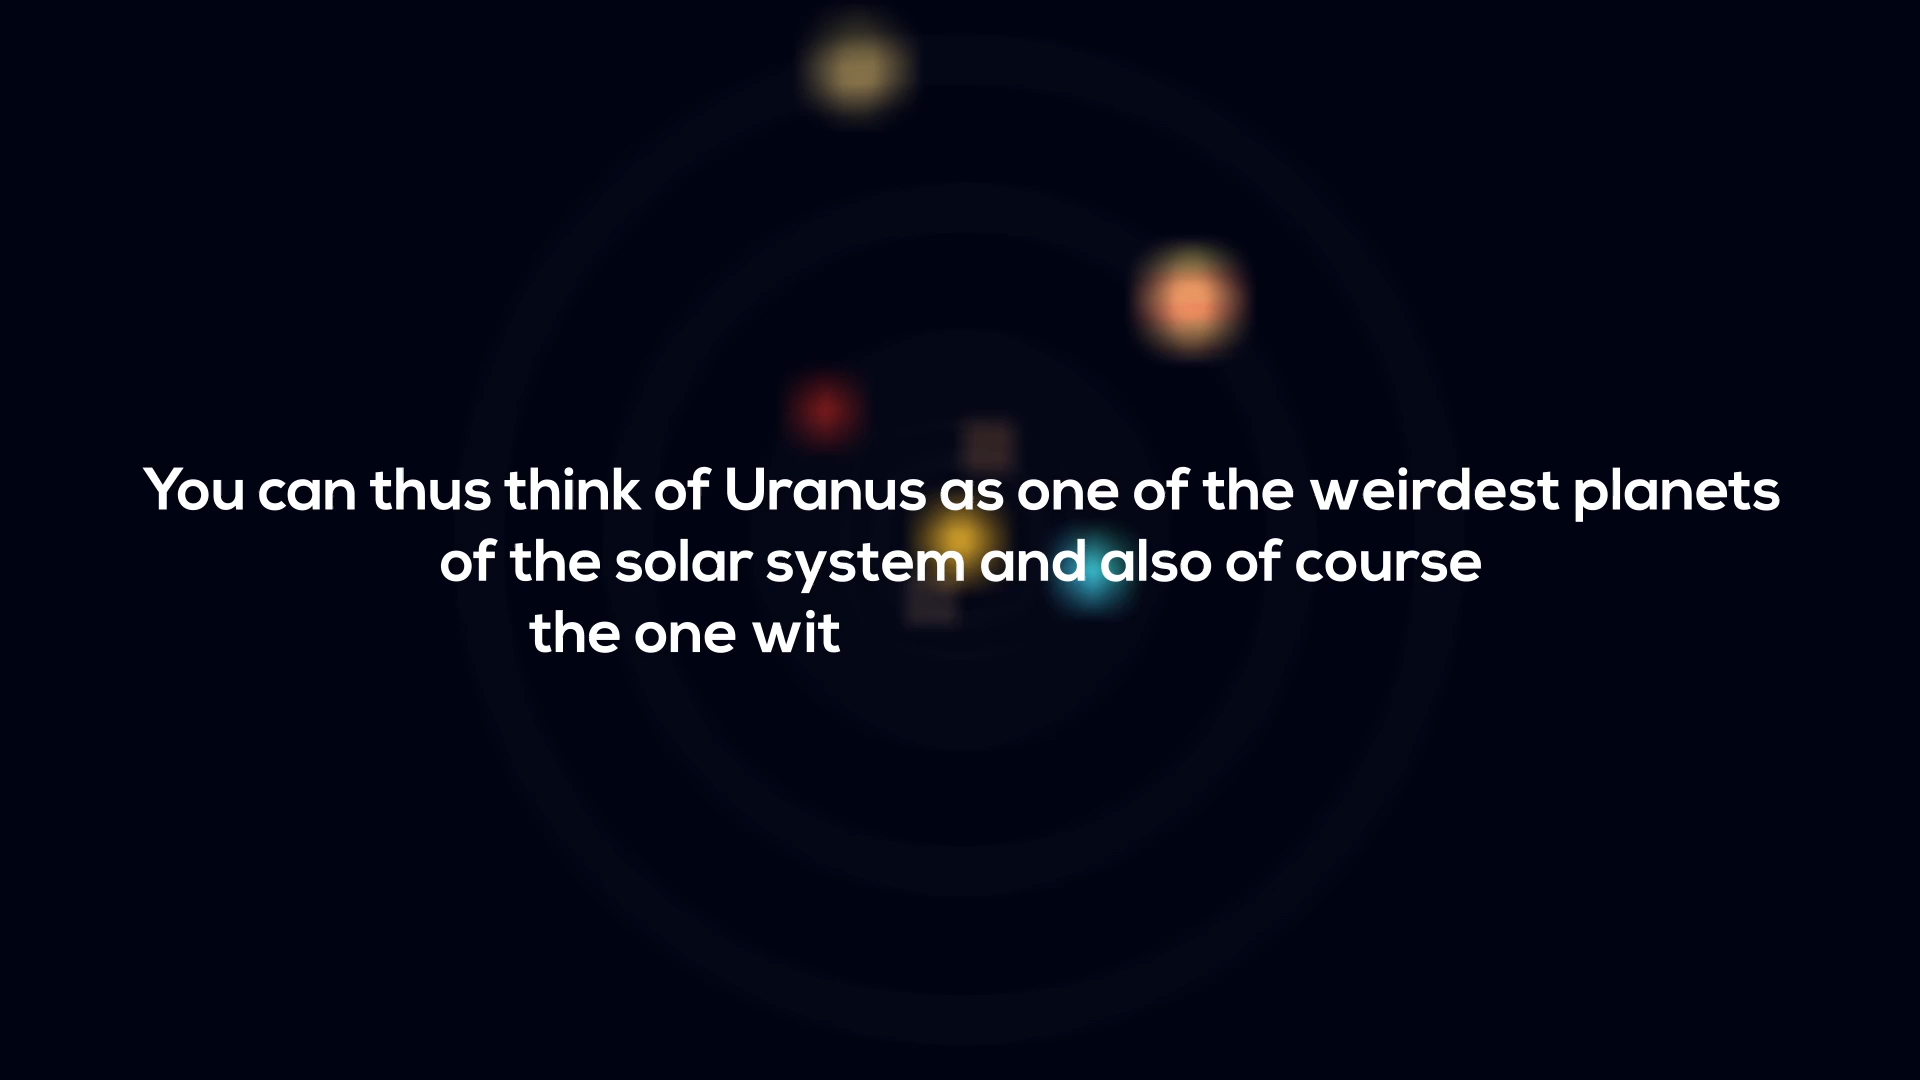 You can thus think of Uranus as one of the weirdest planets
of the solar system and also of course
the one wit